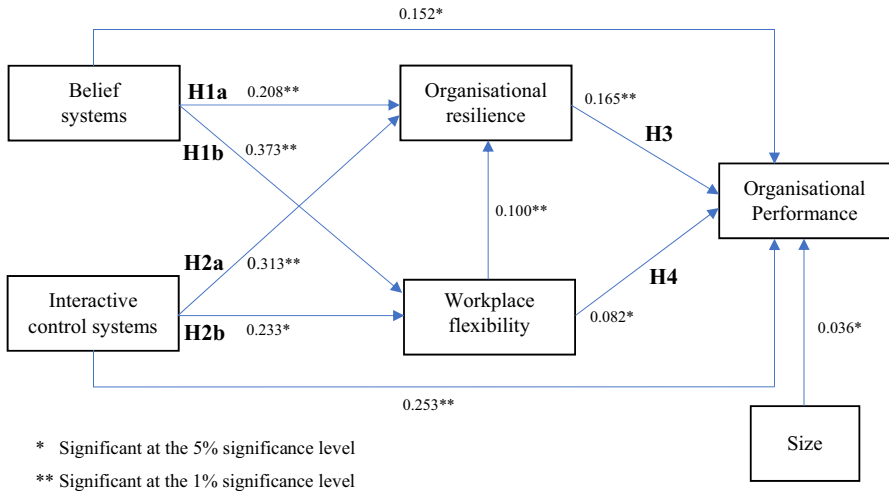 0.152*
Belief
systems
H1a
0.208**
Organisational
resilience
0.165**
H3
H1b
0.373**
Organisational
Performance
0.100**
H2a
0.313**
Interactive
control systems
H2b
0.233*
Workplace
flexibility
H4
0.082*
0.036*
0.253**
Size
* Significant at the 5% significance level
** Significant at the 1% significance level